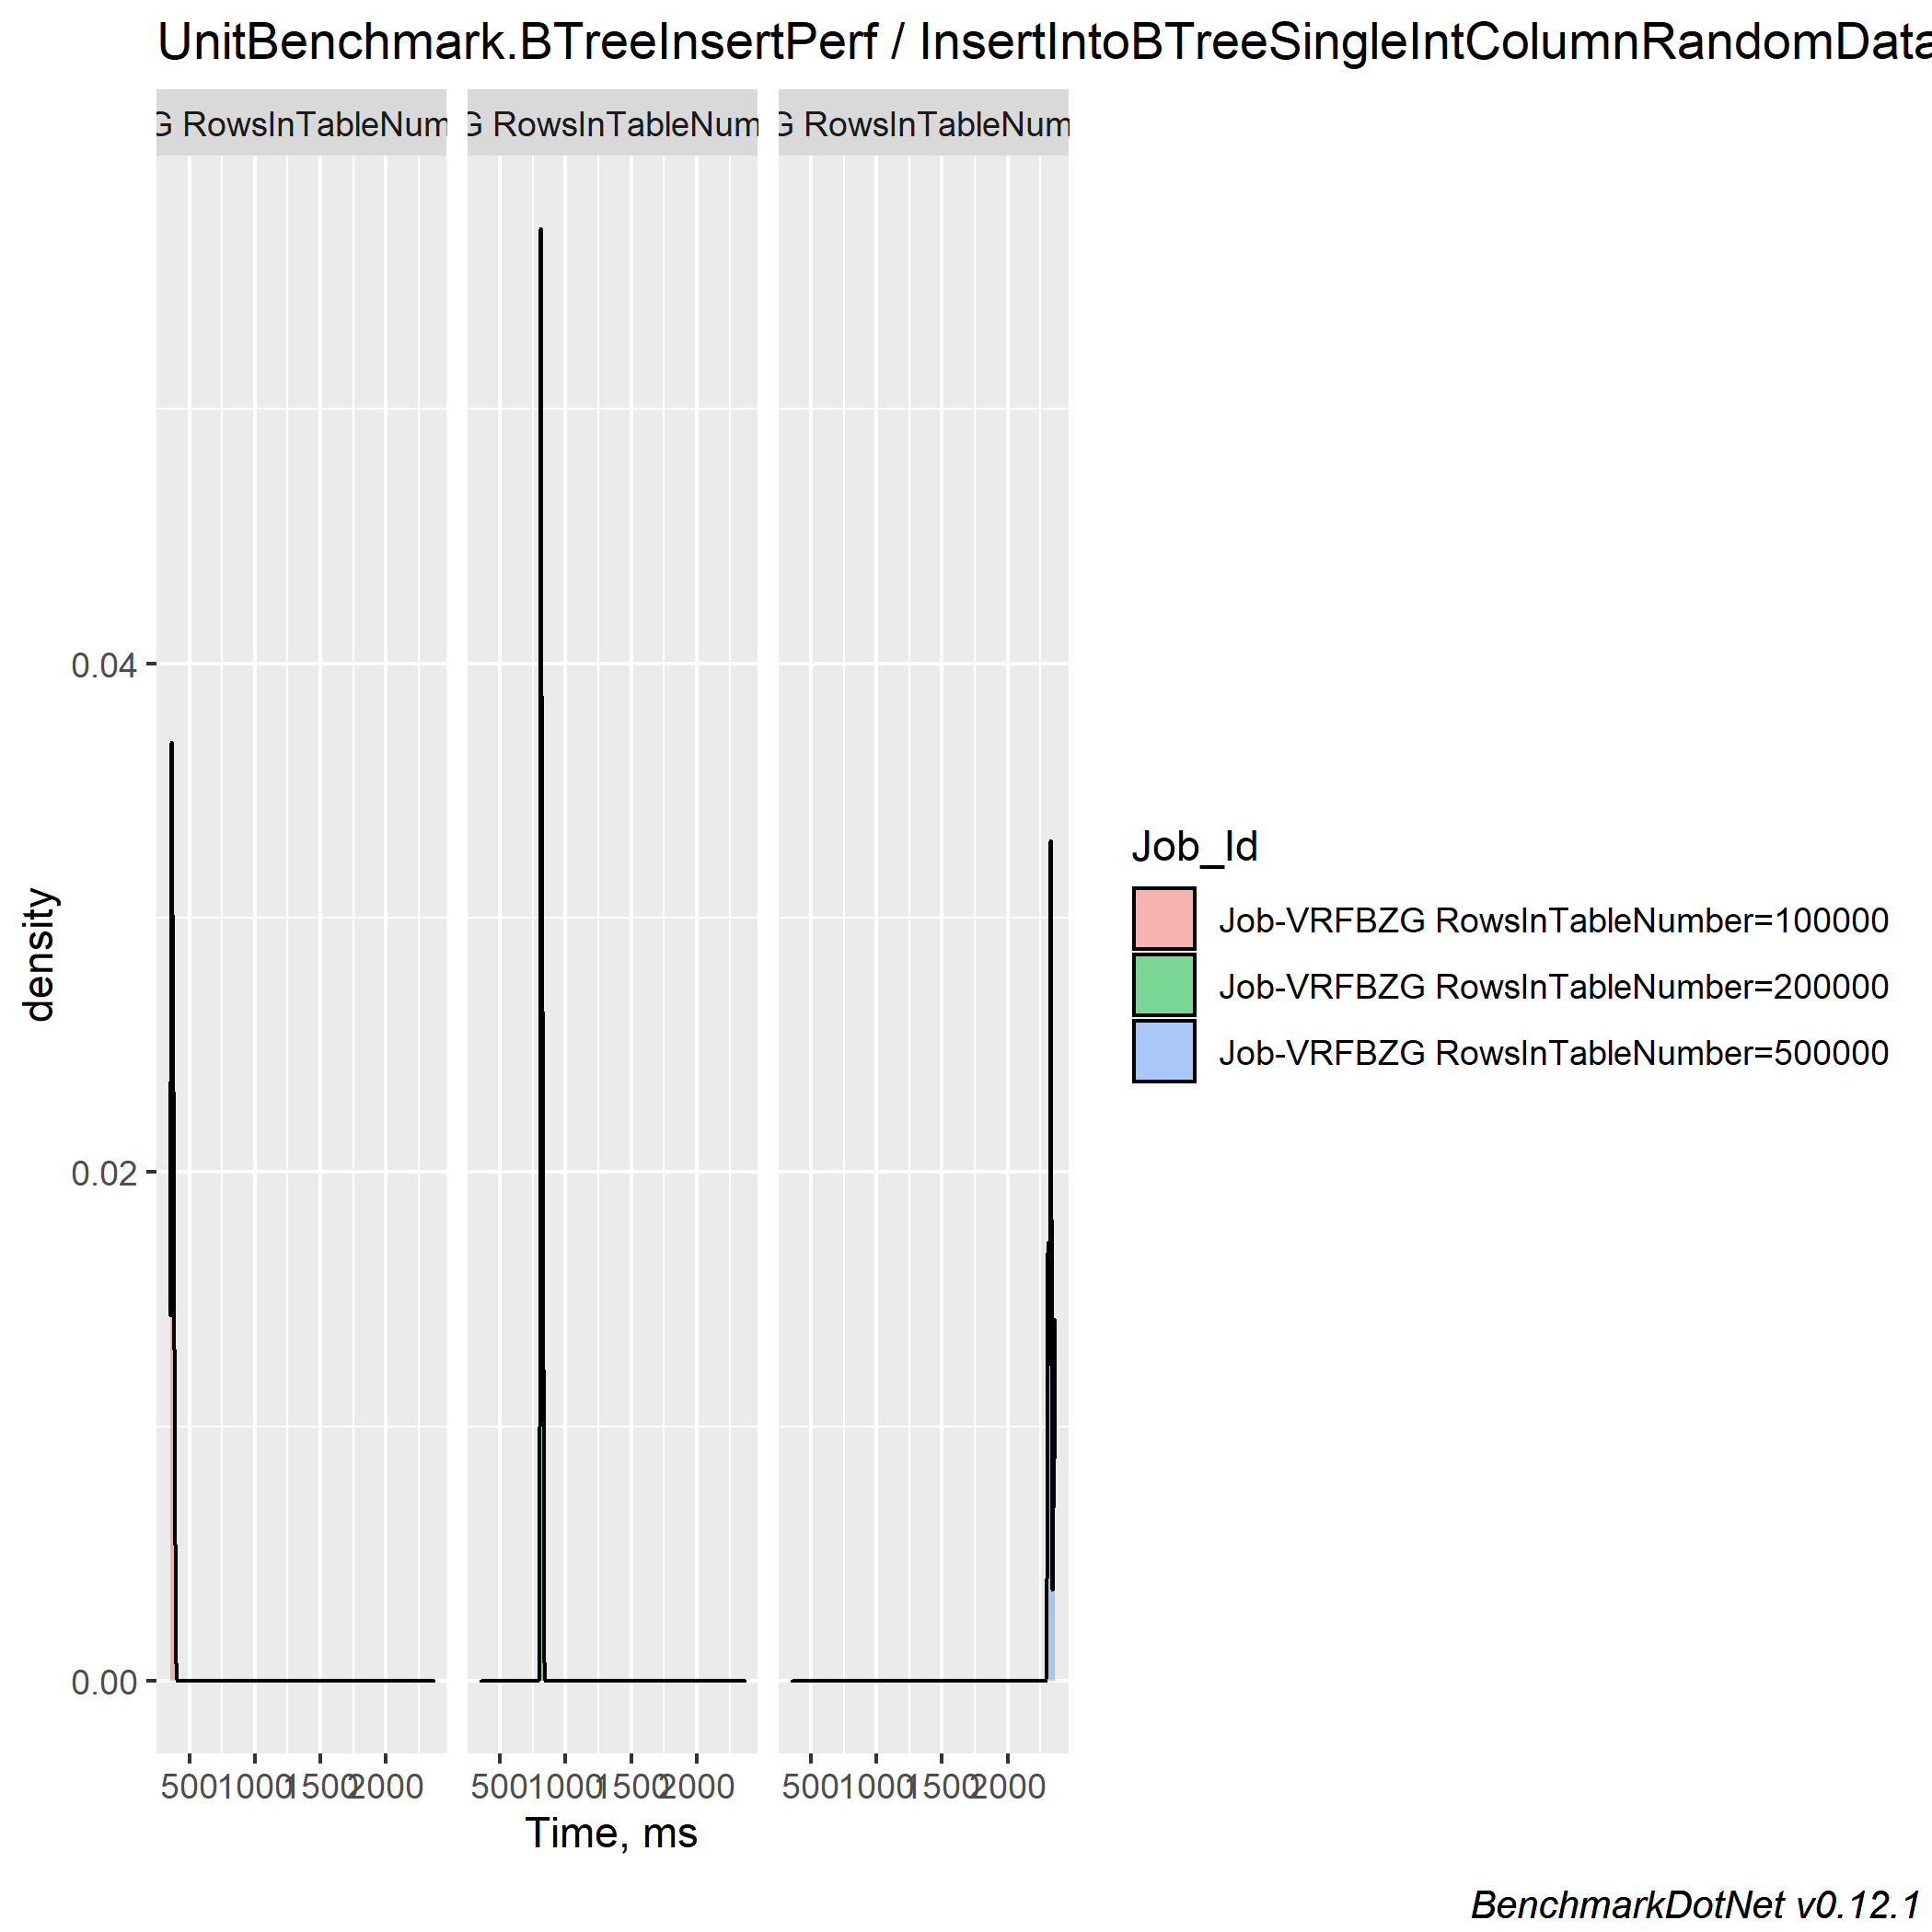 UnitBenchmark.BTreeInsertPerf / InsertIntoBTreeSingleIntColumnRandomData
G RowsInTableNum
G RowsInTableNum
G RowsInTableNum
0.04
0.02
0.00
density
500 1000 1500 2000
500 1000 1500 2000
500 1000 1500 2000
Time, ms
Job_Id
Job-VRFBZG RowsInTableNumber=100000
Job-VRFBZG RowsInTableNumber=200000
Job-VRFBZG RowsInTableNumber=500000
BenchmarkDotNet v0.12.1